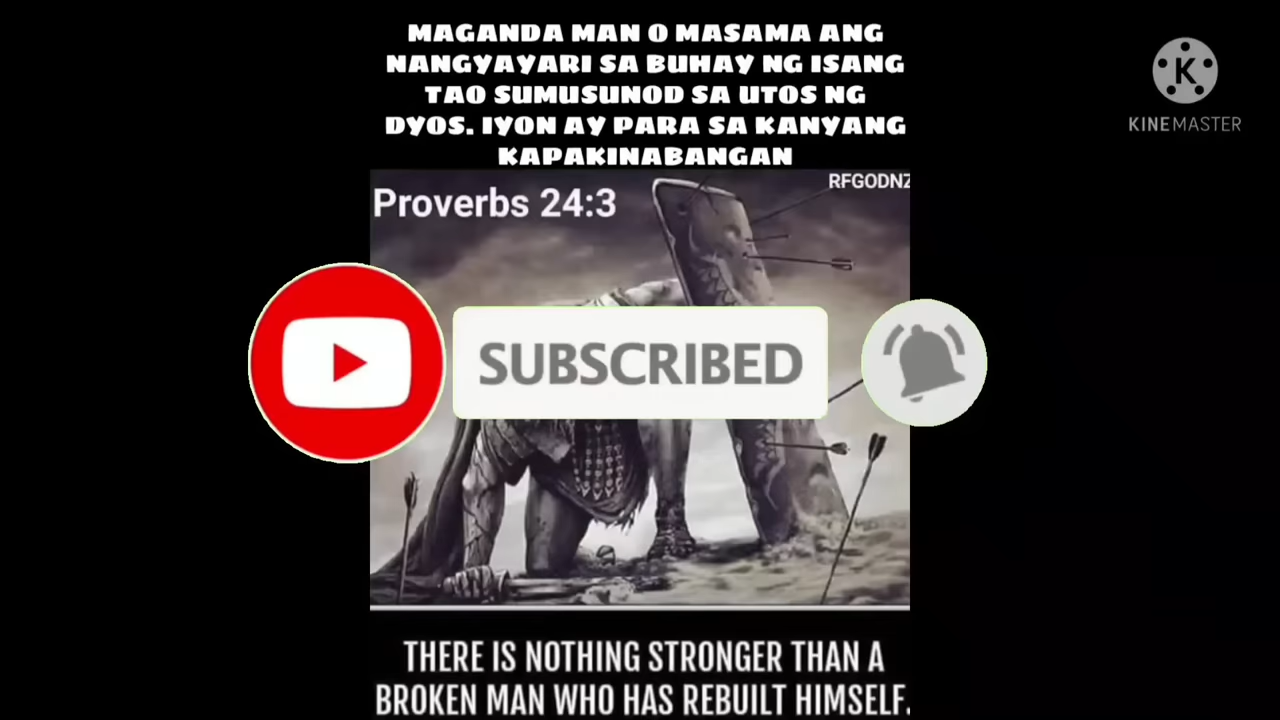 MAGANDA MAN O MASAMA ANG
NANGYAYARI SA BUHAY NG ISANG
TAO SUMUSUNOD SA UTOS NG
DYOS. IYON AY PARA SA KANYANG
KAPAKINABANGAN
K
KINEMASTER
RFGODNZ
Proverbs 24:3
SUBSCRIBED
THERE IS NOTHING STRONGER THAN A
BROKEN MAN WHO HAS REBUILT HIMSELF.